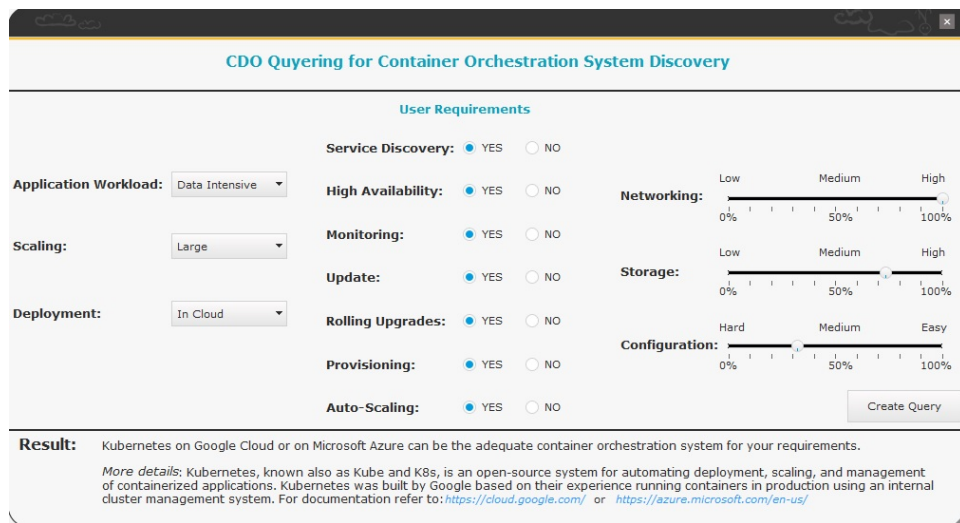 CDO Quyering for Container Orchestration System Discovery
User Requirements
Application Workload: Data Intensive
Scaling: Large
Deployment: In Cloud
Service Discovery: YES NO
High Availability: YES NO
Monitoring: YES NO
Update: YES NO
Rolling Upgrades: YES NO
Provisioning: YES NO
Auto-Scaling: YES NO
Low Medium High
Networking:
0% 50% 100%
Low Medium High
Storage:
0% 50% 100%
Hard Medium Easy
Configuration:
0% 50% 100%
Create Query
Result: Kubernetes on Google Cloud or on Microsoft Azure can be the adequate container orchestration system for your requirements.
More details: Kubernetes, known also as Kube and K8s, is an open-source system for automating deployment, scaling, and management
of containerized applications. Kubernetes was built by Google based on their experience running containers in production using an internal
cluster management system. For documentation refer to: https://cloud.google.com/ or https://azure.microsoft.com/en-us/